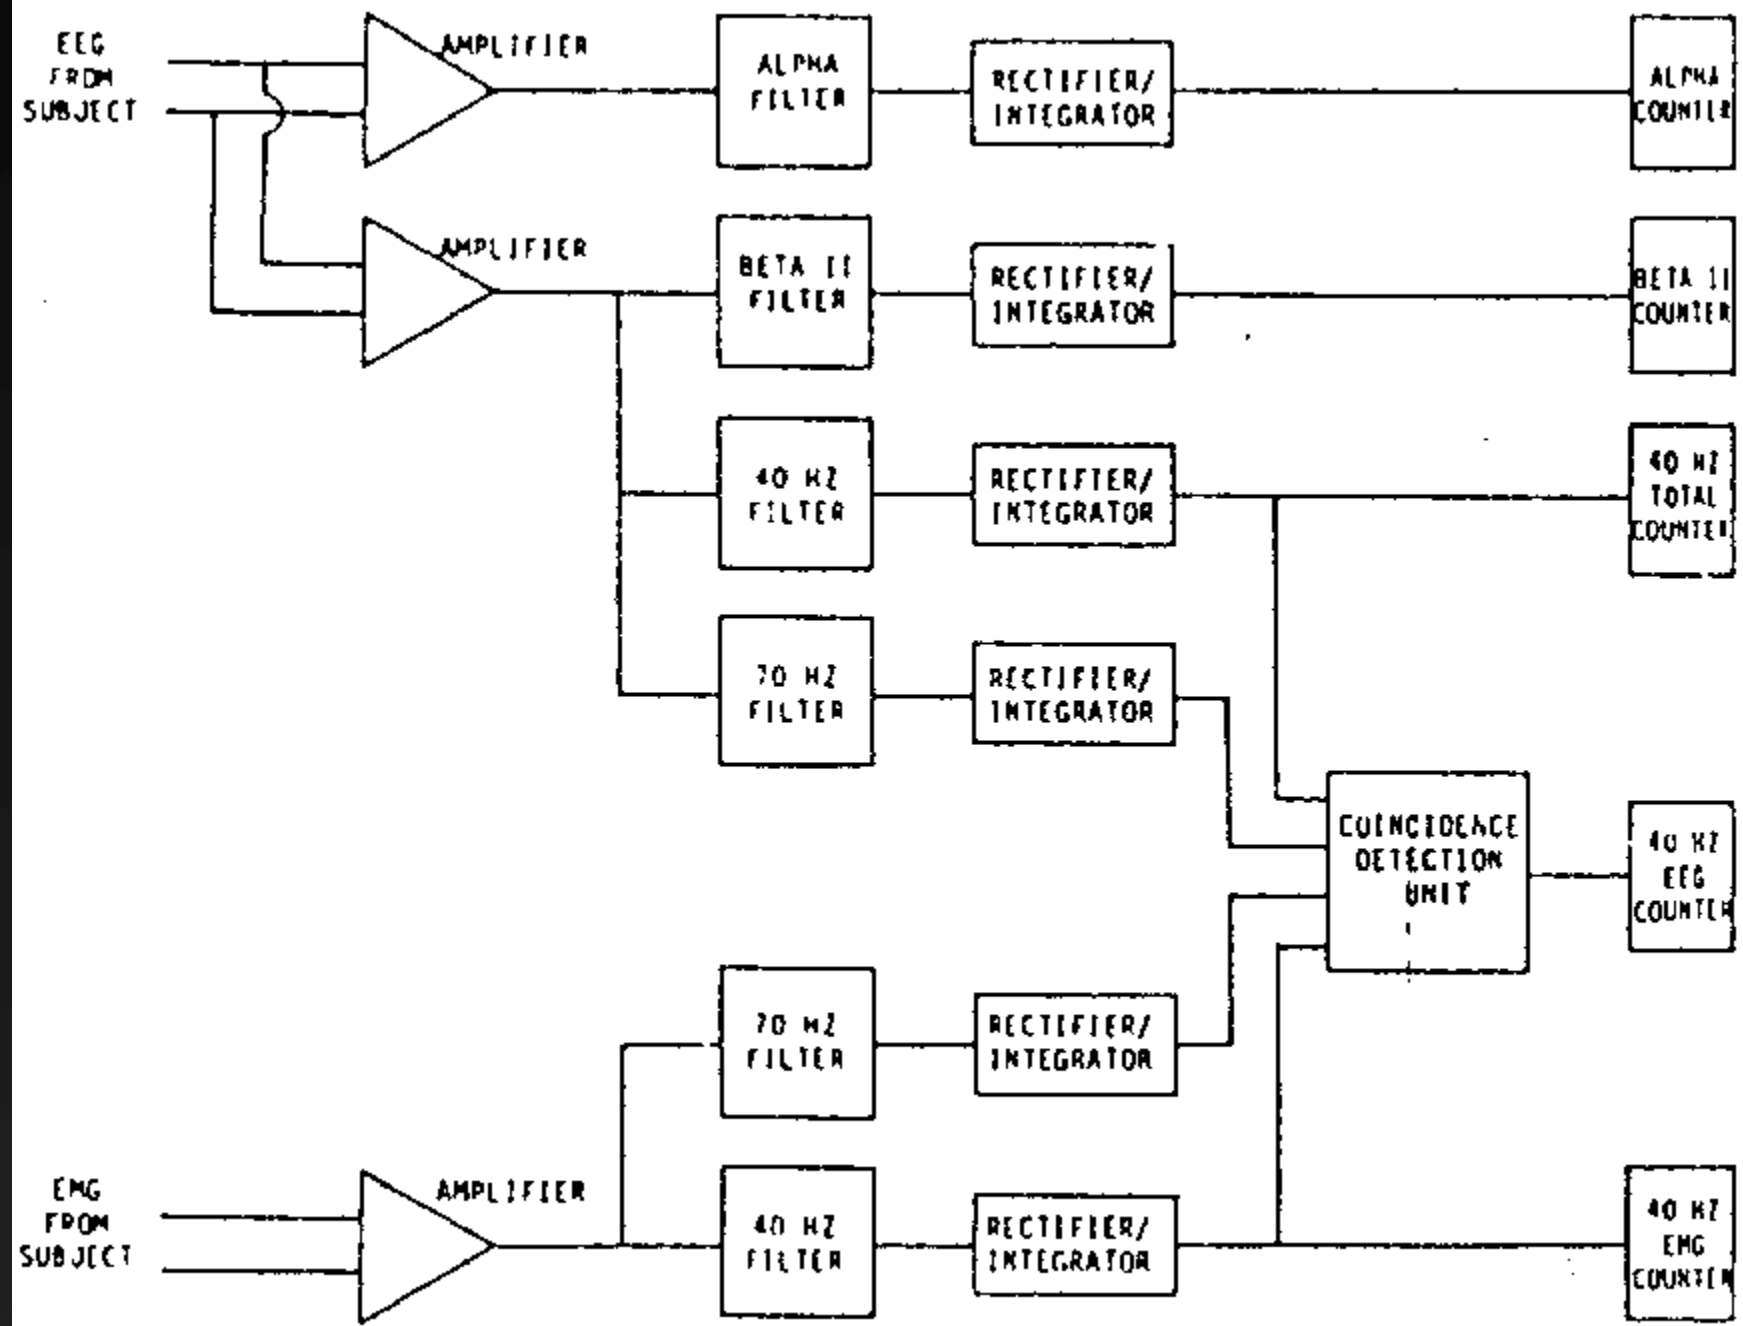 EEG
FROM
SUBJECT
AMPLIFIER
ALPHA
FILTER
RECTIFIER/
INTEGRATOR
ALPHA
COUNTER
AMPLIFIER
BETA II
FILTER
RECTIFIER/
INTEGRATOR
BETA II
COUNTER
40 HZ
FILTER
RECTIFIER/
INTEGRATOR
40 HZ
TOTAL
COUNTER
70 HZ
FILTER
RECTIFIER/
INTEGRATOR
COINCIDENCE
DETECTION
UNIT
40 HZ
EEG
COUNTER
70 HZ
FILTER
RECTIFIER/
INTEGRATOR
EMG
FROM
SUBJECT
AMPLIFIER
40 HZ
FILTER
RECTIFIER/
INTEGRATOR
40 HZ
EMG
COUNTER